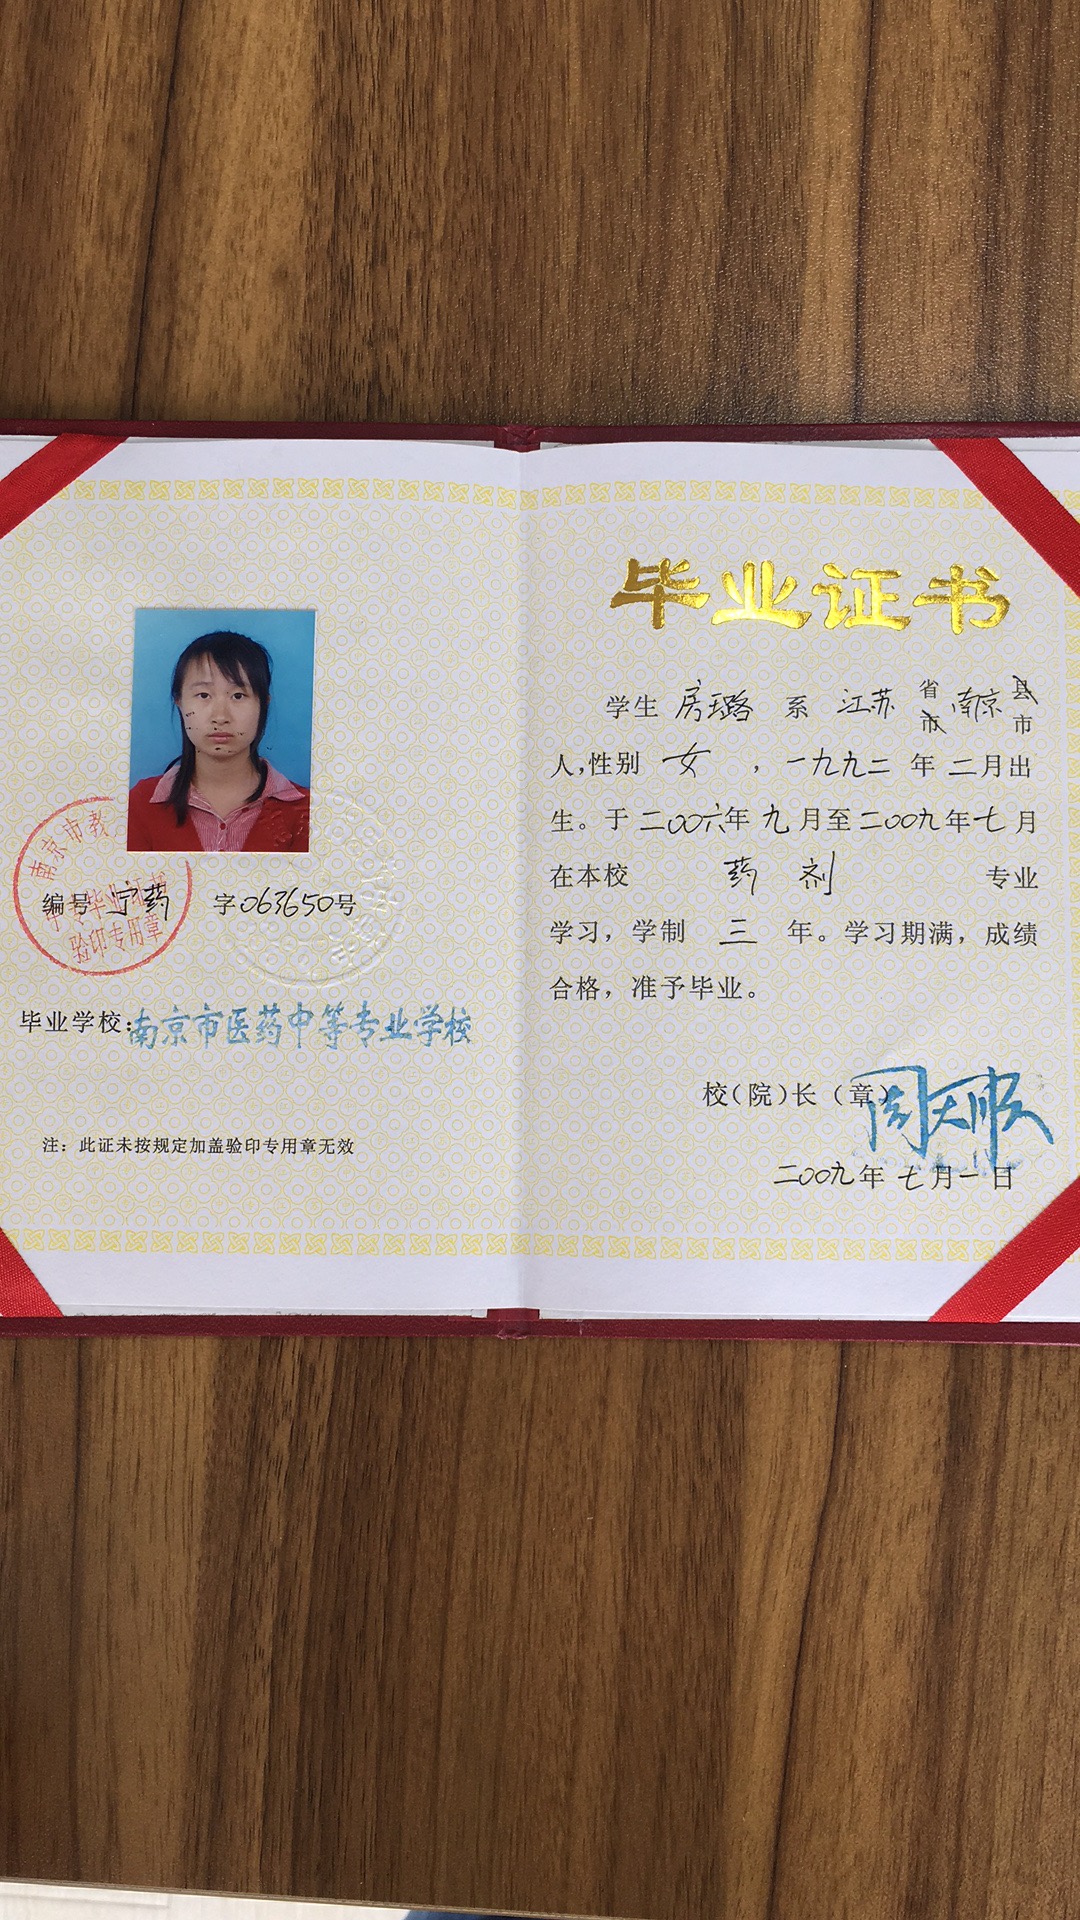 南京市教
毕业证书
验印专用章
编号 宁药 字063650号
毕业学校:南京市医药中等专业学校
注：此证未按规定加盖验印专用章无效
毕业证书
学生 房璐 系 江苏 省市 南京 县市
人,性别 女 ，一九九二 年 二月出
生。于二00六年九月至二00九年七月
在本校 药剂 专业
学习，学制 三 年。学习期满，成绩
合格，准予毕业。
校（院）长（章） 周天顺
二00九年 七月一日